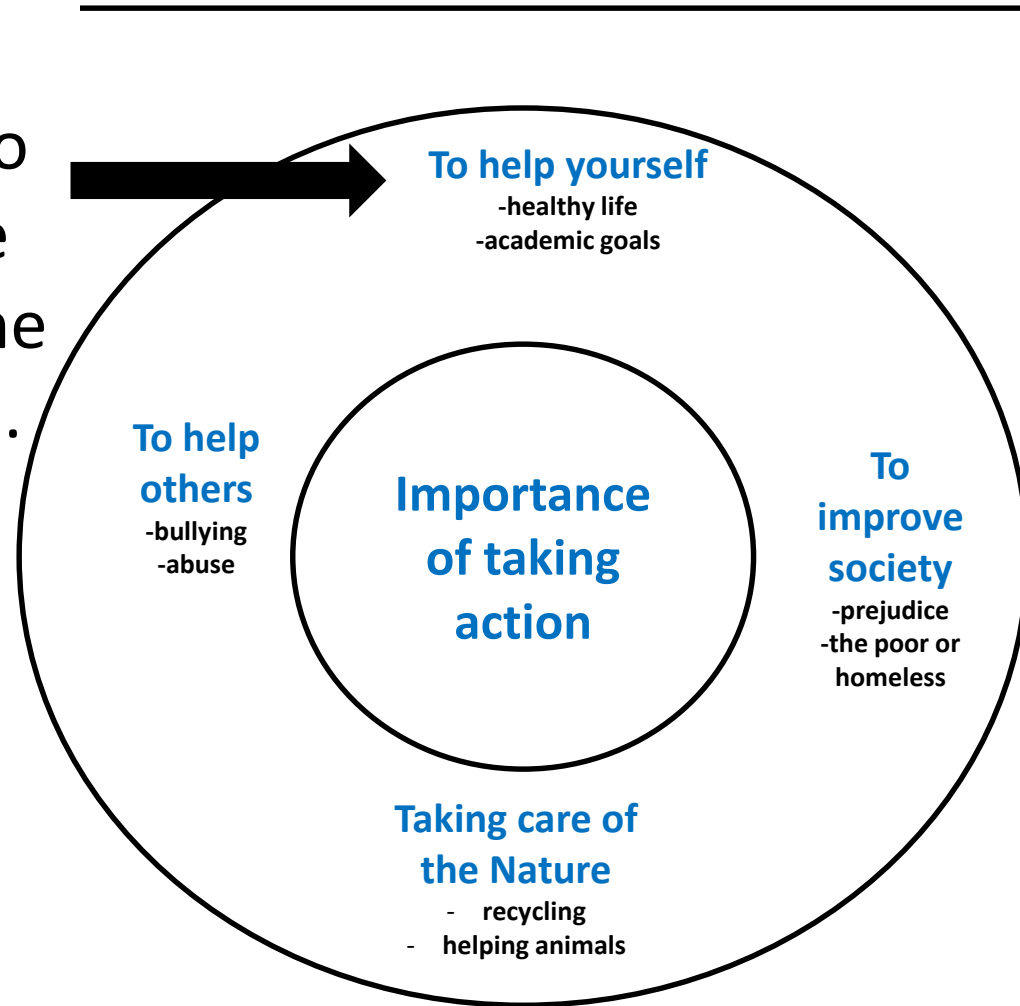 To help yourself
-healthy life
-academic goals
To help
others
-bullying
-abuse
Importance
of taking
action
To
improve
society
-prejudice
-the poor or
homeless
Taking care of
the Nature
- recycling
- helping animals